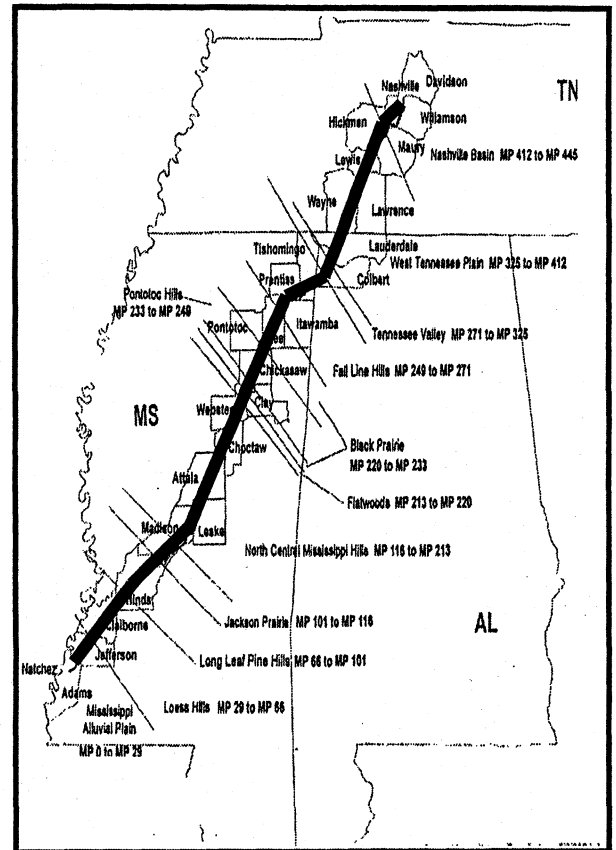 Davidson
Nashville
TN
Hickman
Williamson
Maury
Nashville Basin MP 412 to MP 445
Lewis
Wayne
Lawrence
Lauderdale
West Tennessee Plain MP 325 to MP 412
Tishomingo
Colbert
Prentiss
Pontotoc Hills
MP 233 to MP 249
Itawamba
Tennessee Valley MP 271 to MP 325
Pontotoc
Lee
Chickasaw
Fall Line Hills MP 249 to MP 271
MS
Webster
Clay
Black Prairie
MP 220 to MP 233
Choctaw
Flatwoods MP 213 to MP 220
Attala
Madison
Leake
North Central Mississippi Hills MP 116 to MP 213
Hinds
Jackson Prairie MP 101 to MP 116
AL
Claiborne
Jefferson
Long Leaf Pine Hills MP 66 to MP 101
Natchez
Adams
Loess Hills MP 29 to MP 66
Mississippi
Alluvial Plain
MP 0 to MP 29